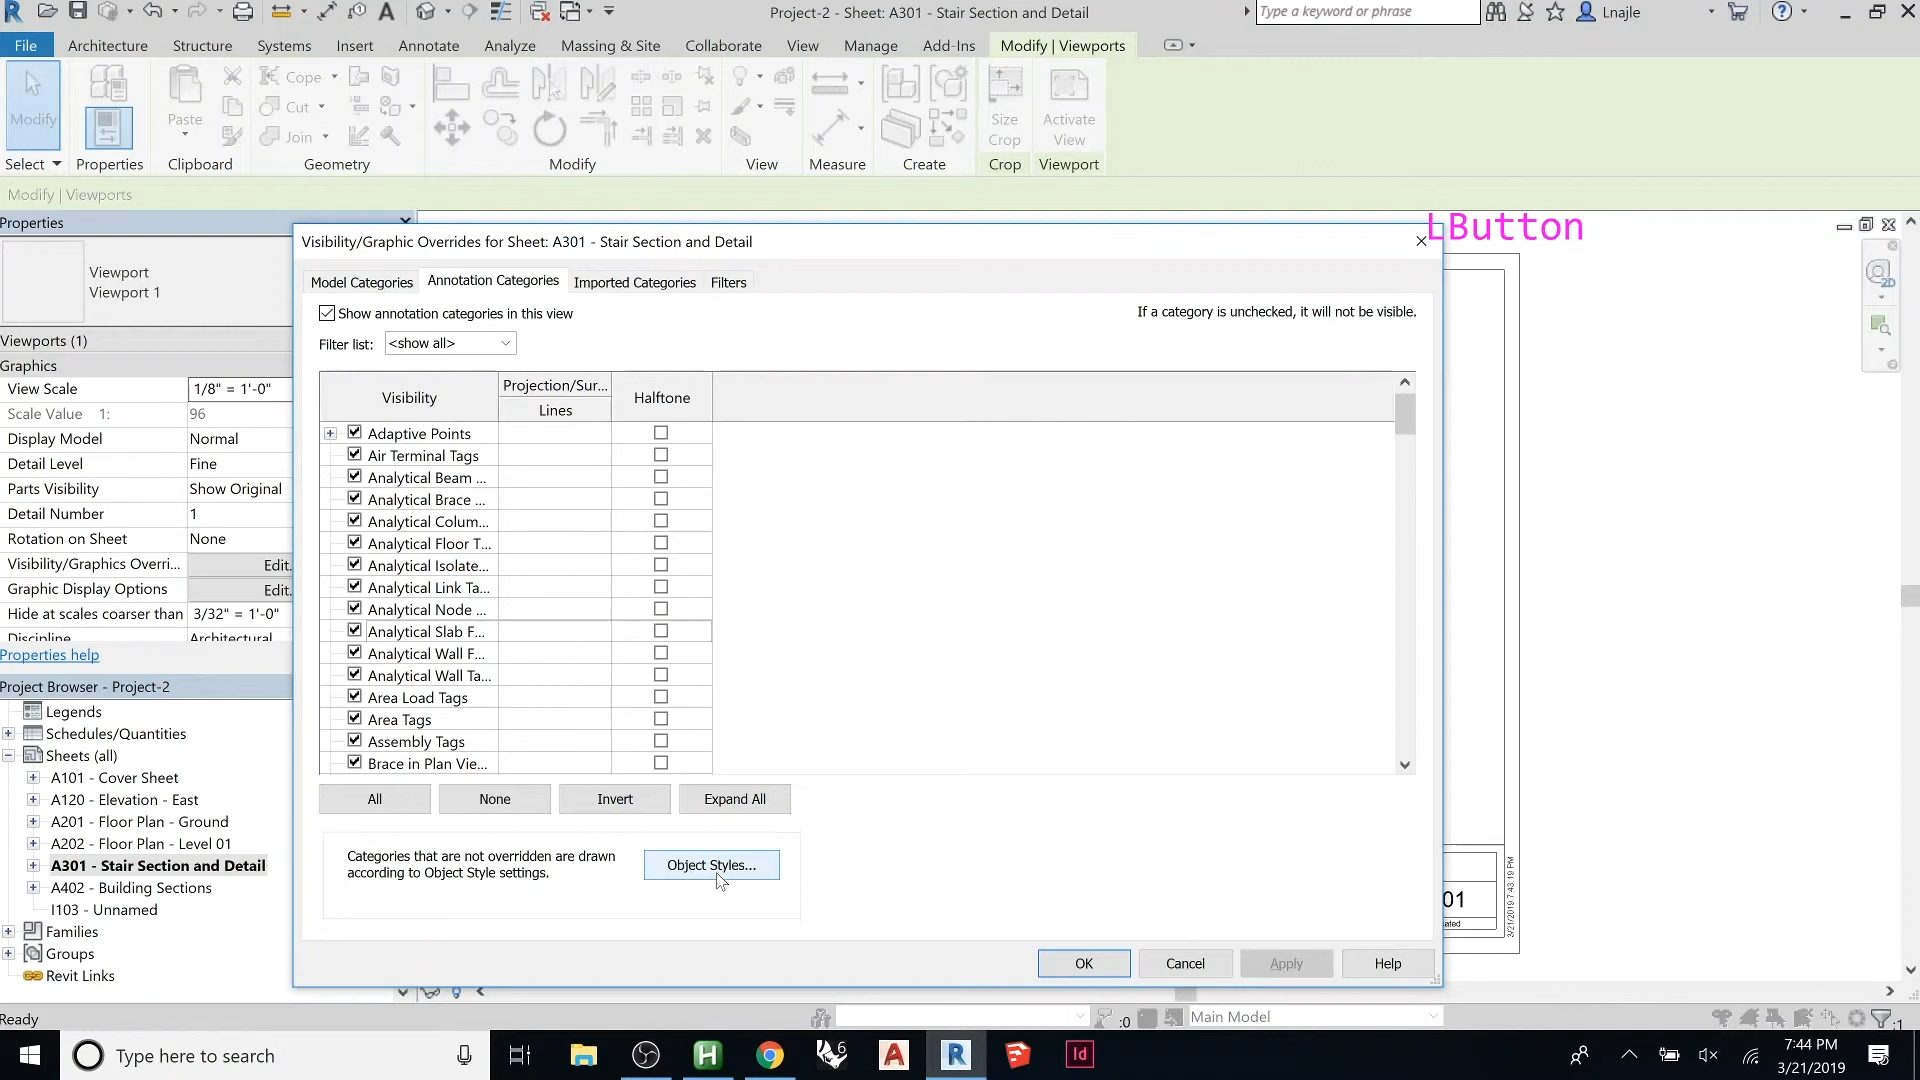 Project-2 - Sheet: A301 - Stair Section and Detail
Type a keyword or phrase
Lnajle
File
Architecture
Structure
Systems
Insert
Annotate
Analyze
Massing & Site
Collaborate
View
Manage
Add-Ins
Modify | Viewports
Modify
Paste
Cope
Cut
Join
Size
Crop
Activate
View
Select
Properties
Clipboard
Geometry
Modify
View
Measure
Create
Crop
Viewport
Modify | Viewports
LButton
Properties
Viewport
Viewport 1
Viewports (1)
Graphics
View Scale 1/8" = 1'-0"
Scale Value 1: 96
Display Model Normal
Detail Level Fine
Parts Visibility Show Original
Detail Number 1
Rotation on Sheet None
Visibility/Graphics Overri... Edit.
Graphic Display Options Edit.
Hide at scales coarser than 3/32" = 1'-0"
Discipline Architectural
Properties help
Project Browser - Project-2
Legends
Schedules/Quantities
Sheets (all)
A101 - Cover Sheet
A120 - Elevation - East
A201 - Floor Plan - Ground
A202 - Floor Plan - Level 01
A301 - Stair Section and Detail
A402 - Building Sections
I103 - Unnamed
Families
Groups
Revit Links
Visibility/Graphic Overrides for Sheet: A301 - Stair Section and Detail
Model Categories
Annotation Categories
Imported Categories
Filters
Show annotation categories in this view
If a category is unchecked, it will not be visible.
Filter list: <show all>
Visibility
Projection/Sur...
Lines
Halftone
Adaptive Points
Air Terminal Tags
Analytical Beam ...
Analytical Brace ...
Analytical Colum...
Analytical Floor T...
Analytical Isolate...
Analytical Link Ta...
Analytical Node ...
Analytical Slab F...
Analytical Wall F...
Analytical Wall Ta...
Area Load Tags
Area Tags
Assembly Tags
Brace in Plan Vie...
All
None
Invert
Expand All
Categories that are not overridden are drawn
according to Object Style settings.
Object Styles...
OK
Cancel
Apply
Help
2D
01
3/21/2019 7:43:19 PM
Ready
:0
Main Model
:1
Type here to search
6
A
R
Id
7:44 PM
3/21/2019